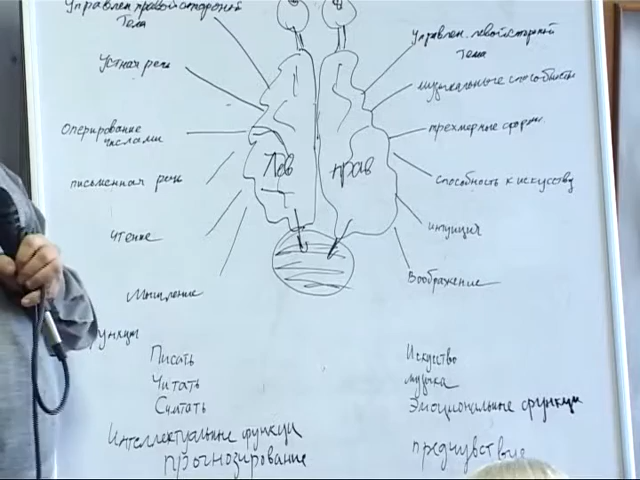 Управлен правой стороной
Тела
Устная речь
Оперирование
числами
письменная речь
чтение
Мышление
Лев
прав
Управлен. левой стороной
тела
музыкальные способности
трехмерные формы
способность к искусству
интуиция
Воображение
функции
Писать
Читать
Считать
Интеллектуальные функции
прогнозирование
Искусство
музыка
Эмоциональные функции
предчувствие